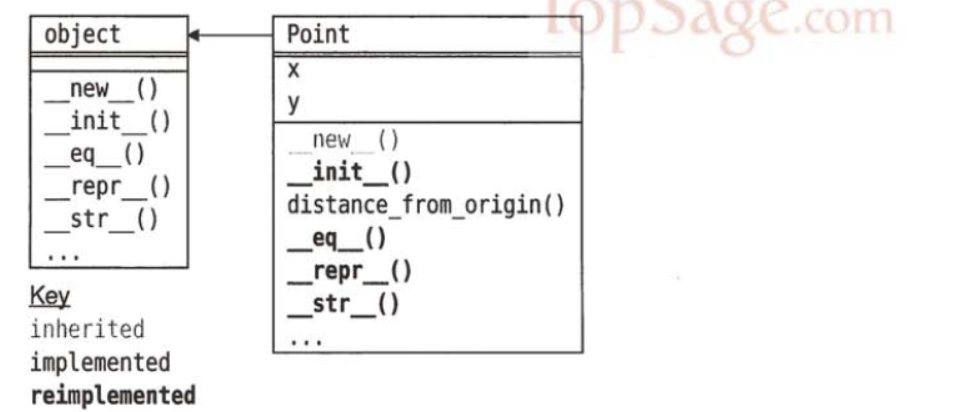 TopSage.com
object
__new__()
__init__()
__eq__()
__repr__()
__str__()
...
Point
x
y
__new__()
__init__()
distance_from_origin()
__eq__()
__repr__()
__str__()
...
Key
inherited
implemented
reimplemented